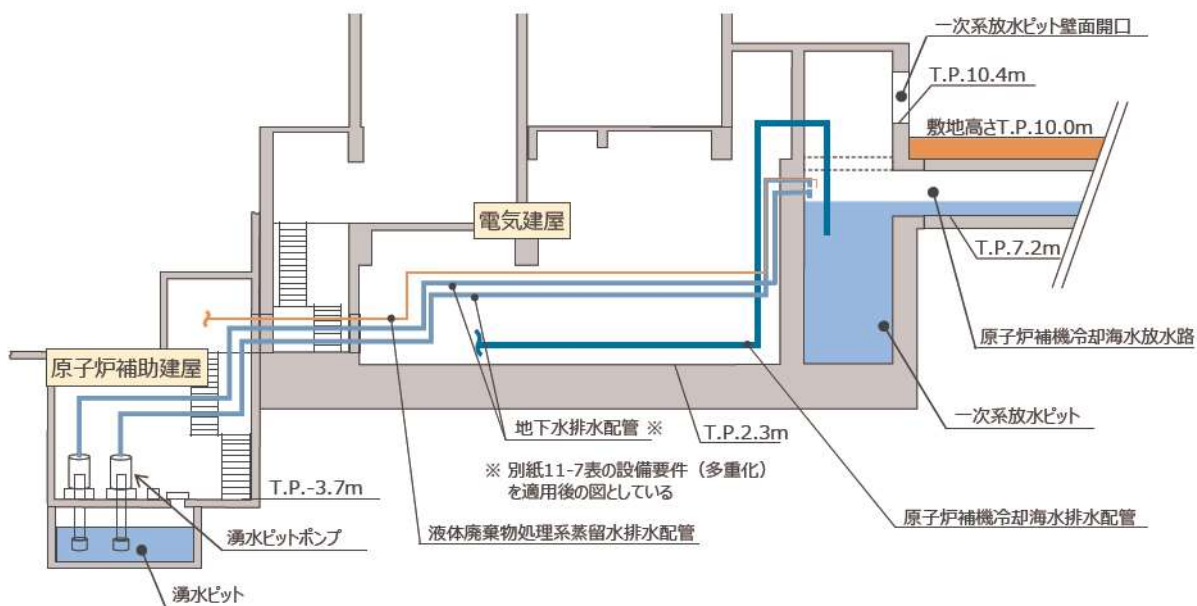 一次系放水ピット壁面開口
T.P.10.4m
敷地高さT.P.10.0m
電気建屋
T.P.7.2m
原子炉補機冷却海水放水路
原子炉補助建屋
一次系放水ピット
地下水排水配管 ※
T.P.2.3m
※ 別紙11-7表の設備要件（多重化）
を適用後の図としている
T.P.-3.7m
原子炉補機冷却海水排水配管
湧水ピットポンプ
液体廃棄物処理系蒸留水排水配管
湧水ピット